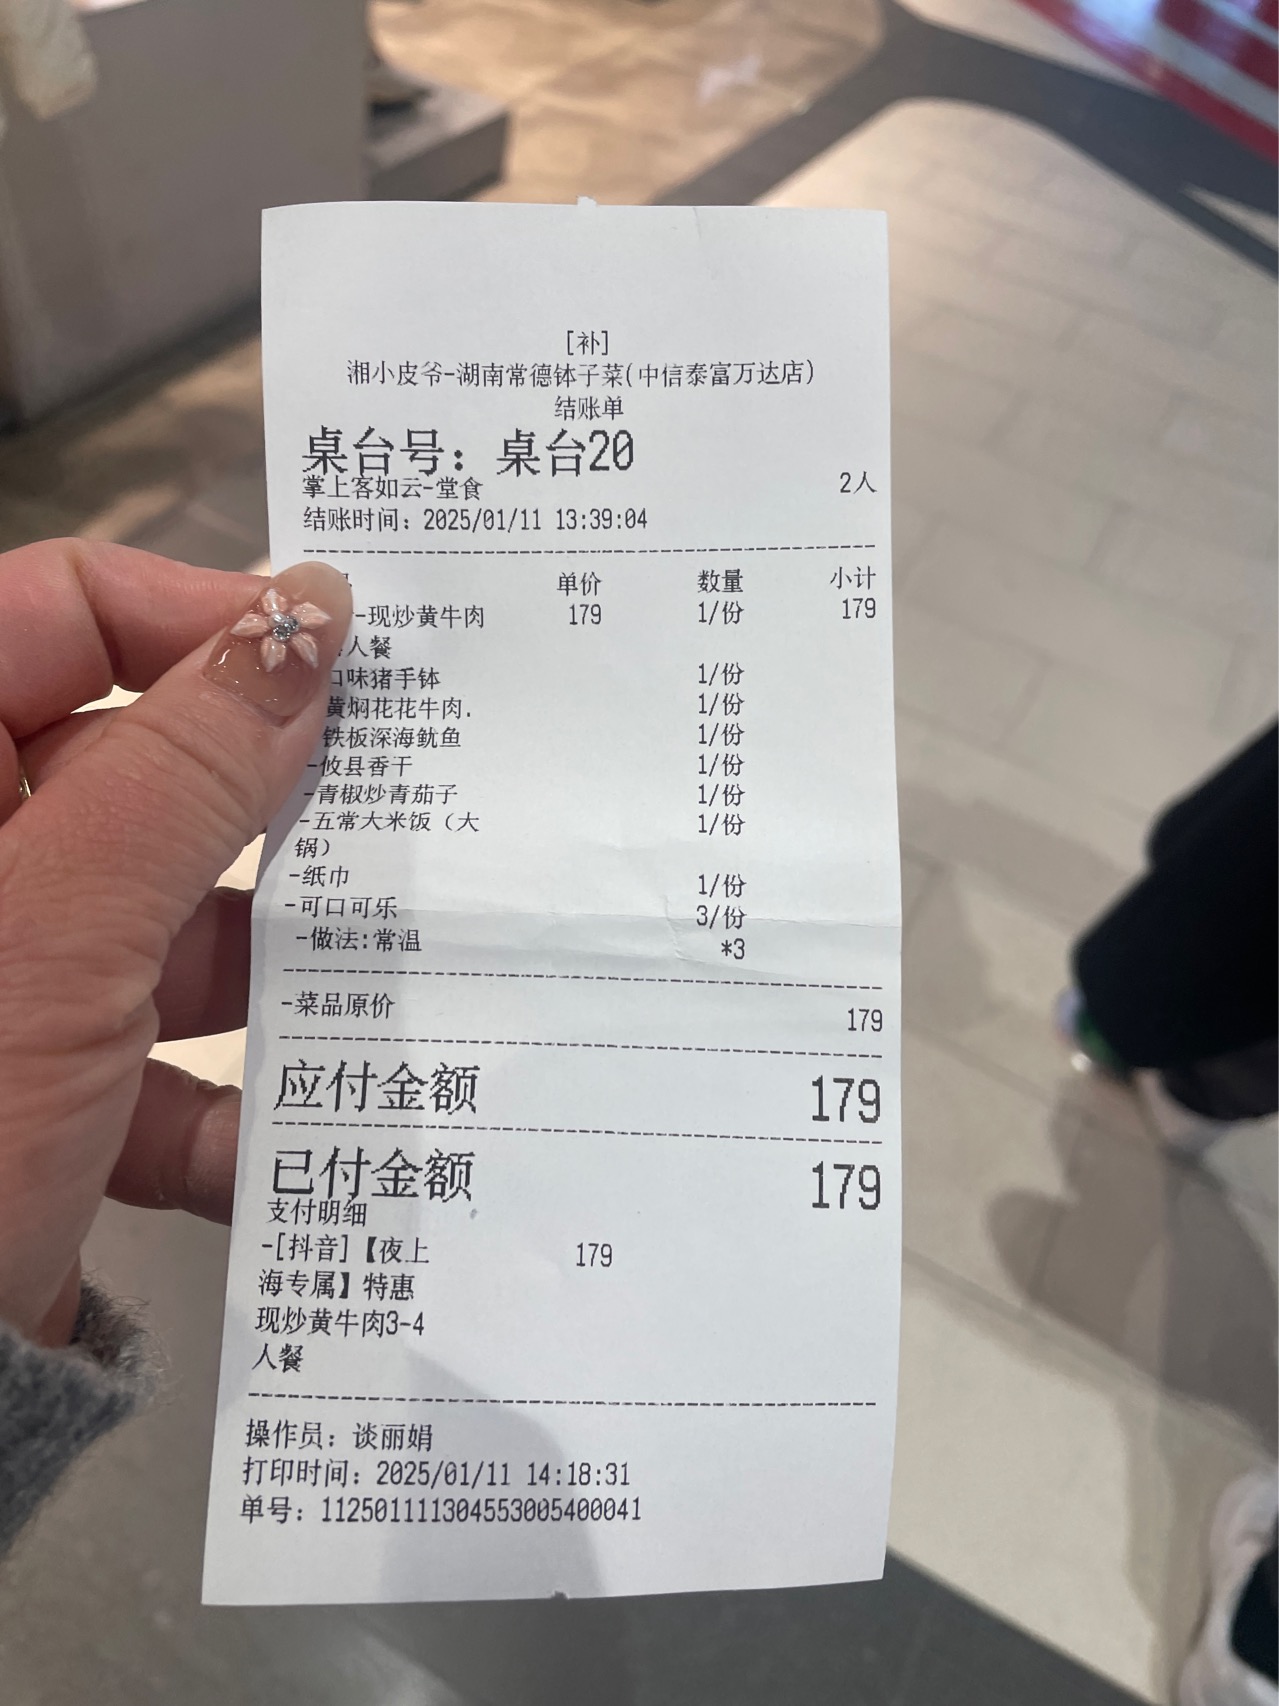 [补]
湘小皮爷-湖南常德钵子菜(中信泰富万达店)
结账单
桌台号：桌台20
掌上客如云-堂食 2人
结账时间：2025/01/11 13:39:04
单价 数量 小计
-现炒黄牛肉 179 1/份 179
人餐
口味猪手钵 1/份
黄焖花花牛肉. 1/份
铁板深海鱿鱼 1/份
-攸县香干 1/份
-青椒炒青茄子 1/份
-五常大米饭（大 1/份
锅）
-纸巾 1/份
-可口可乐 3/份
-做法:常温 *3
-菜品原价 179
应付金额 179
已付金额 179
支付明细
-[抖音]【夜上 179
海专属】特惠
现炒黄牛肉3-4
人餐
操作员：谈丽娟
打印时间：2025/01/11 14:18:31
单号：112501111304553005400041